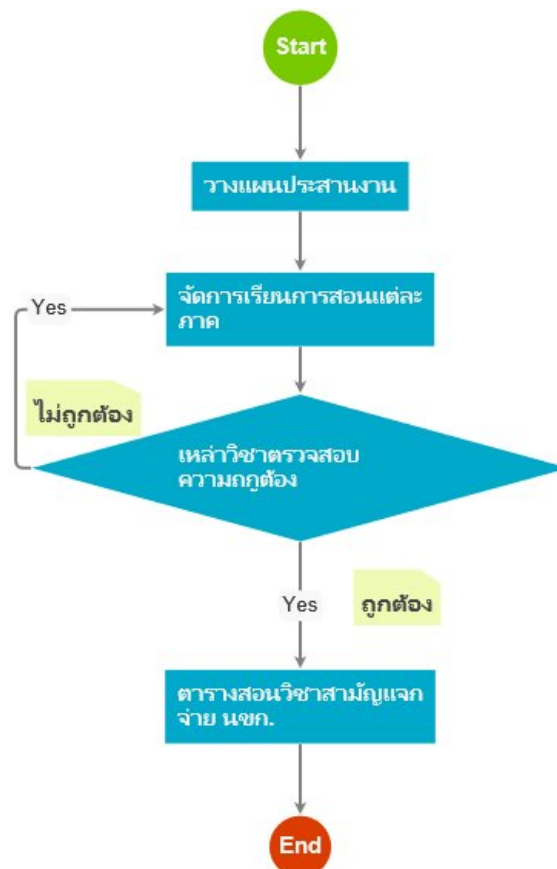 Start
วางแผนประสานงาน
จัดการเรียนการสอนแต่ละ
ภาค
Yes
ไม่ถูกต้อง
เหล่าวิชาตรวจสอบ
ความถูกต้อง
Yes
ถูกต้อง
ตารางสอนวิชาสามัญแจก
จ่าย นขก.
End